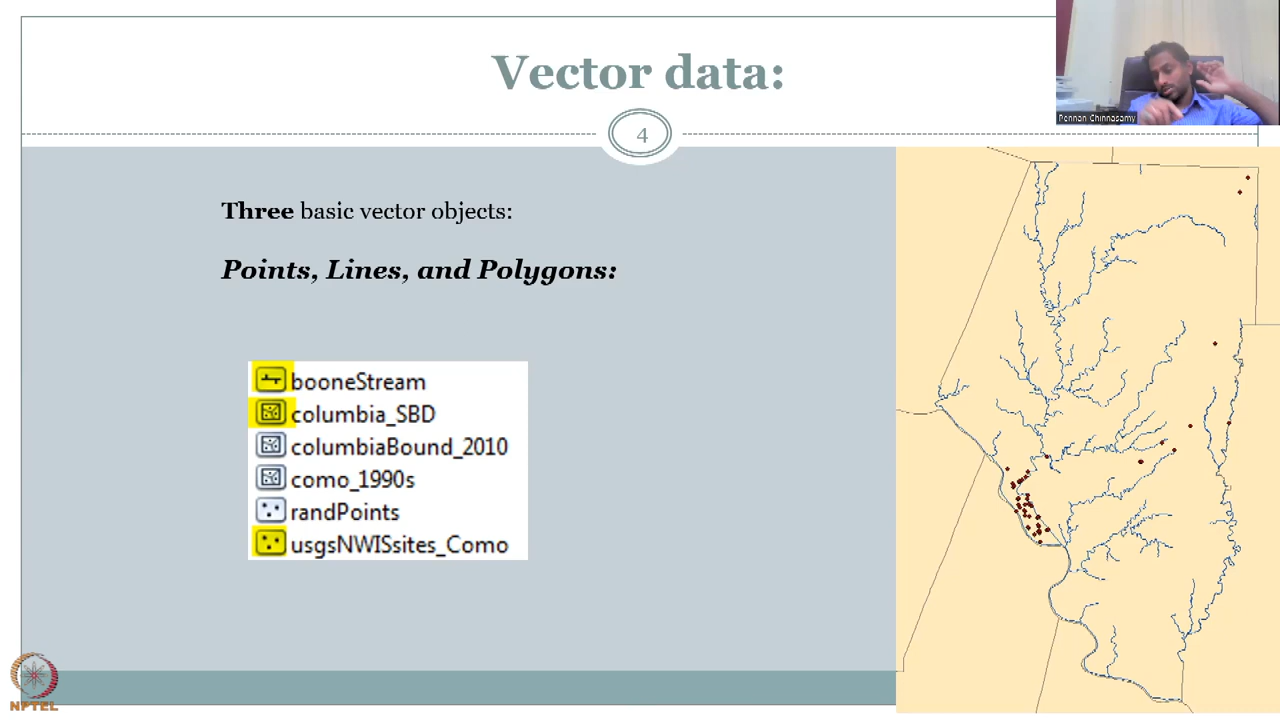 Vector data:
Pennan Chinnasamy
4
Three basic vector objects:
Points, Lines, and Polygons:
booneStream
columbia_SBD
columbiaBound_2010
como_1990s
randPoints
usgsNWISsites_Como
NPTEL